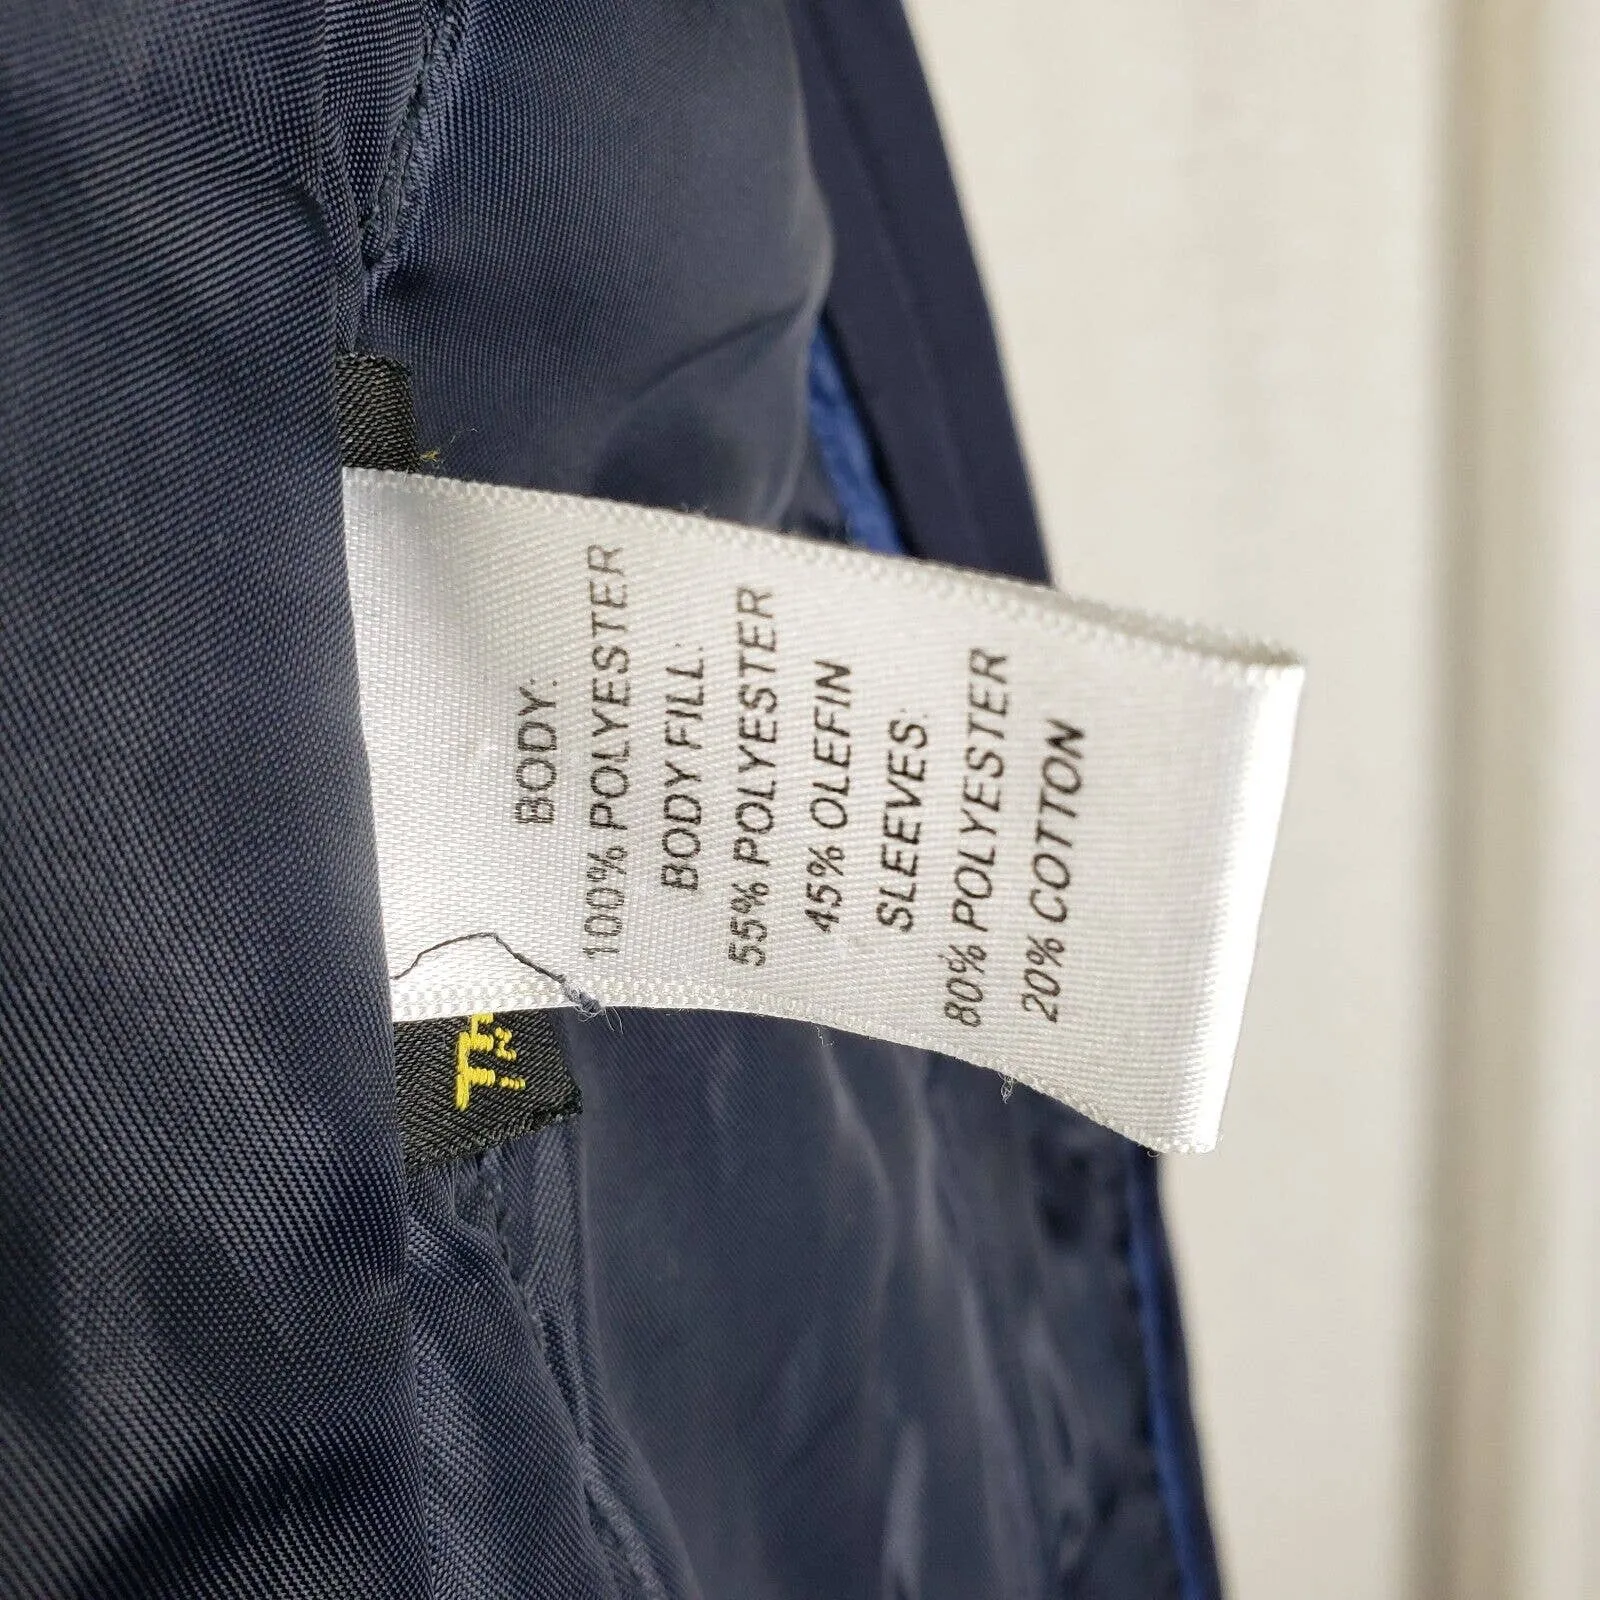 BODY:
100% POLYESTER
BODY FILL:
55% POLYESTER
45% OLEFIN
SLEEVES:
80% POLYESTER
20% COTTON